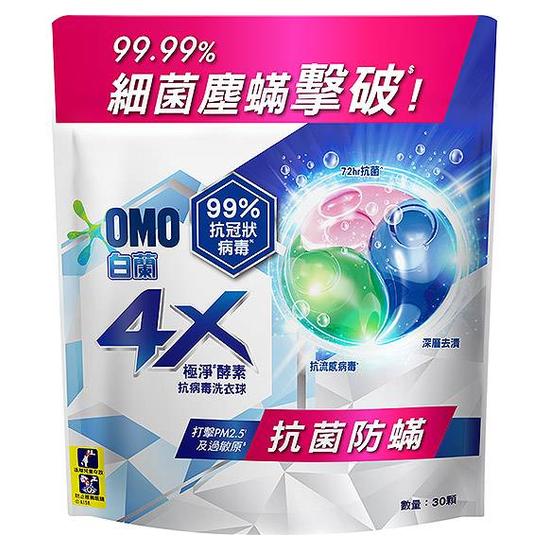 99.99%
細菌塵蟎擊破$!
OMO
白蘭
99%
抗冠狀
病毒^
72hr抗菌^
4X
極淨*酵素
抗病毒洗衣球
抗流感病毒^
深層去漬
打擊PM2.5
及過敏原
抗菌防蟎
數量：30顆